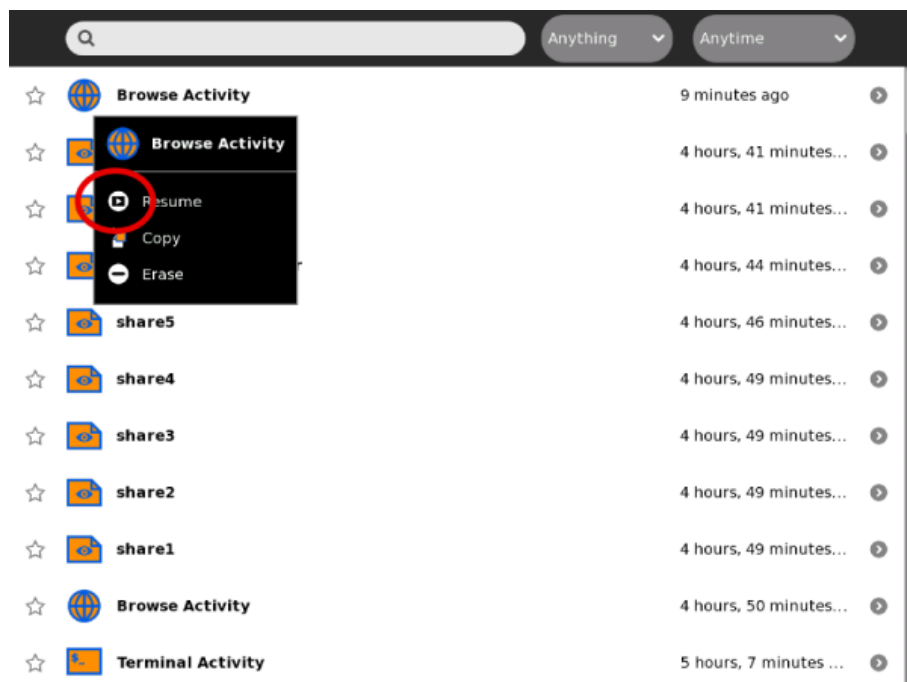 Anything Anytime
Browse Activity 9 minutes ago
Browse Activity
4 hours, 41 minutes...
Resume 4 hours, 41 minutes...
Copy
Erase 4 hours, 44 minutes...
share5 4 hours, 46 minutes...
share4 4 hours, 49 minutes...
share3 4 hours, 49 minutes...
share2 4 hours, 49 minutes...
share1 4 hours, 49 minutes...
Browse Activity 4 hours, 50 minutes...
$_ Terminal Activity 5 hours, 7 minutes ...